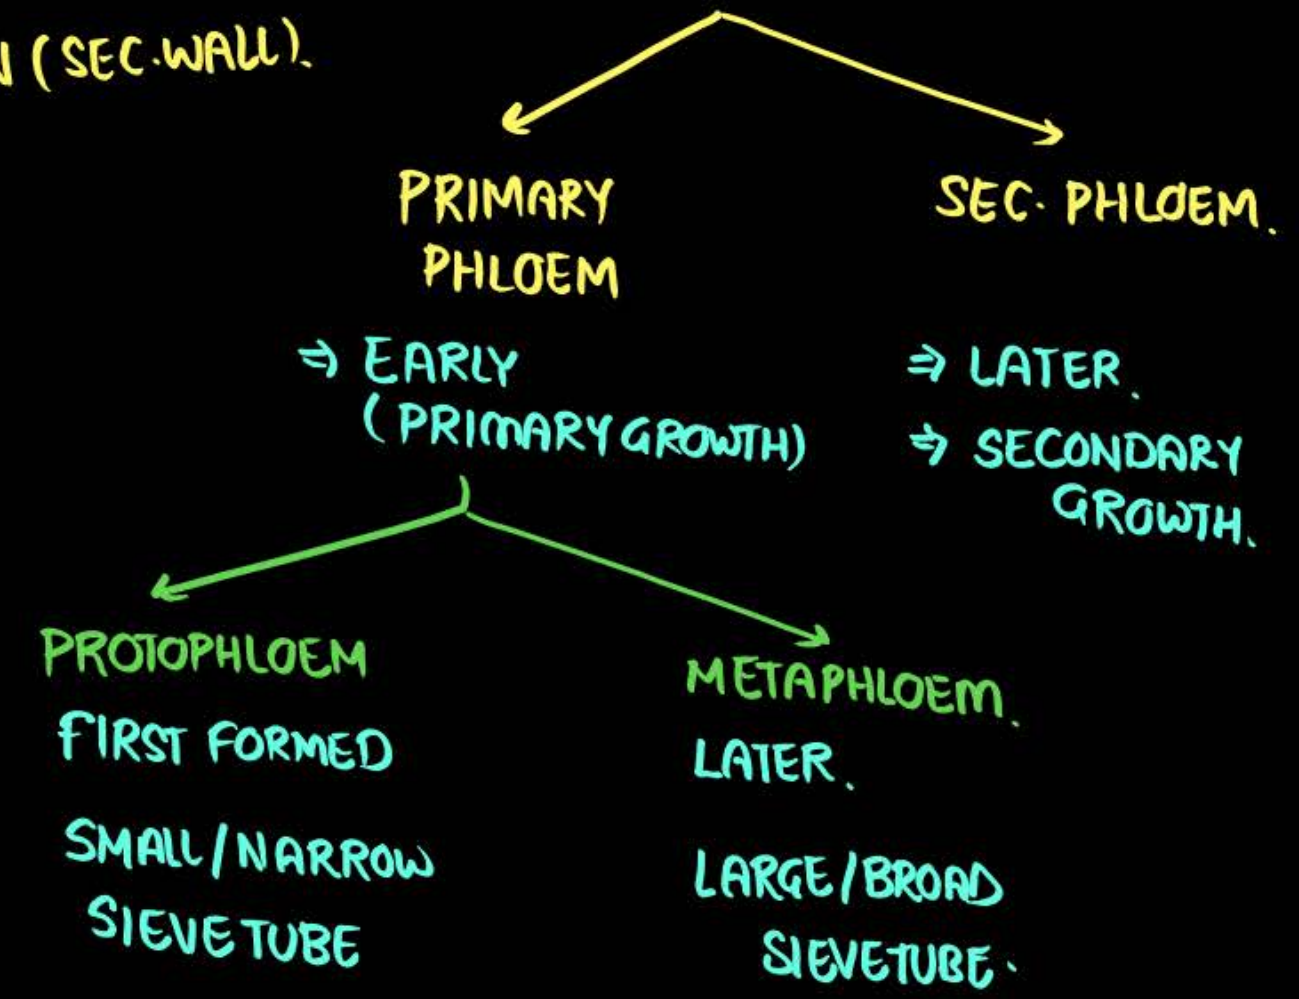 (SEC.WALL).
PRIMARY
PHLOEM
SEC. PHLOEM.
⇒ EARLY
(PRIMARY GROWTH)
⇒ LATER.
⇒ SECONDARY
GROWTH.
PROTOPHLOEM
FIRST FORMED
SMALL/NARROW
SIEVE TUBE
METAPHLOEM.
LATER.
LARGE/BROAD
SIEVETUBE.